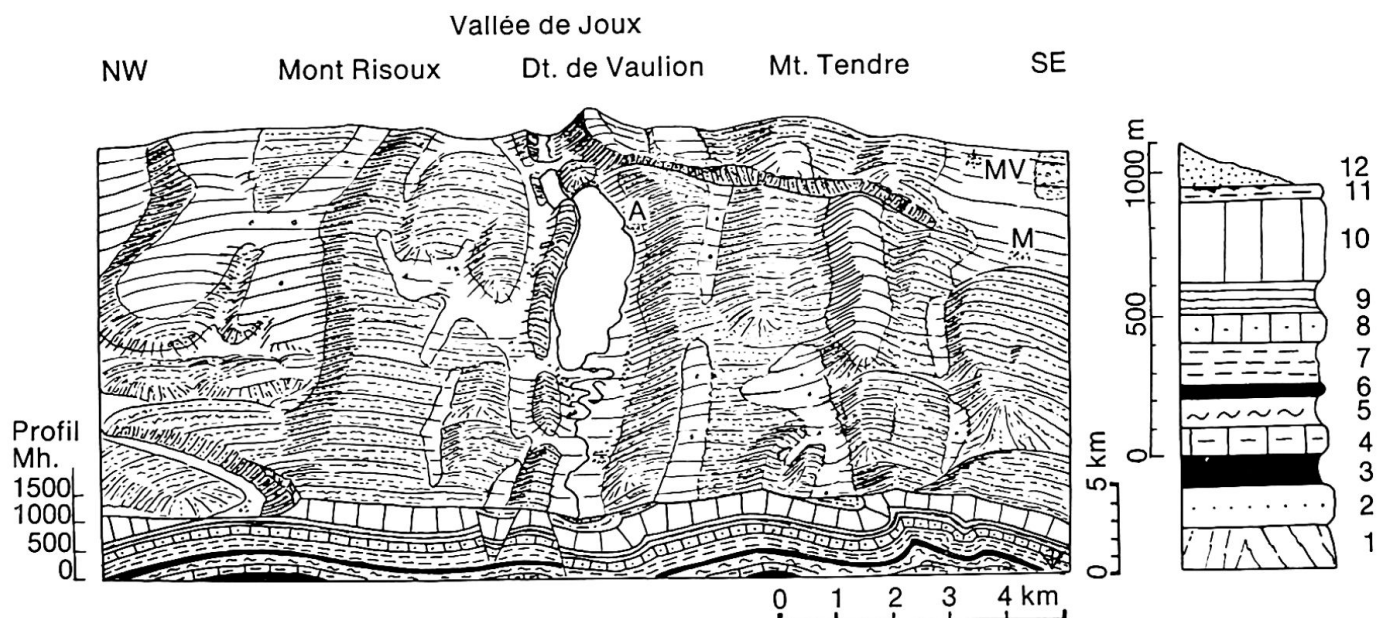 Vallée de Joux
NW Mont Risoux Dt. de Vaulion Mt. Tendre SE
MV
A
M
Profil
Mh.
1500
1000
500
0
5 km
0
0 1 2 3 4 km
1000 m
500
0
12
11
10
9
8
7
6
5
4
3
2
1